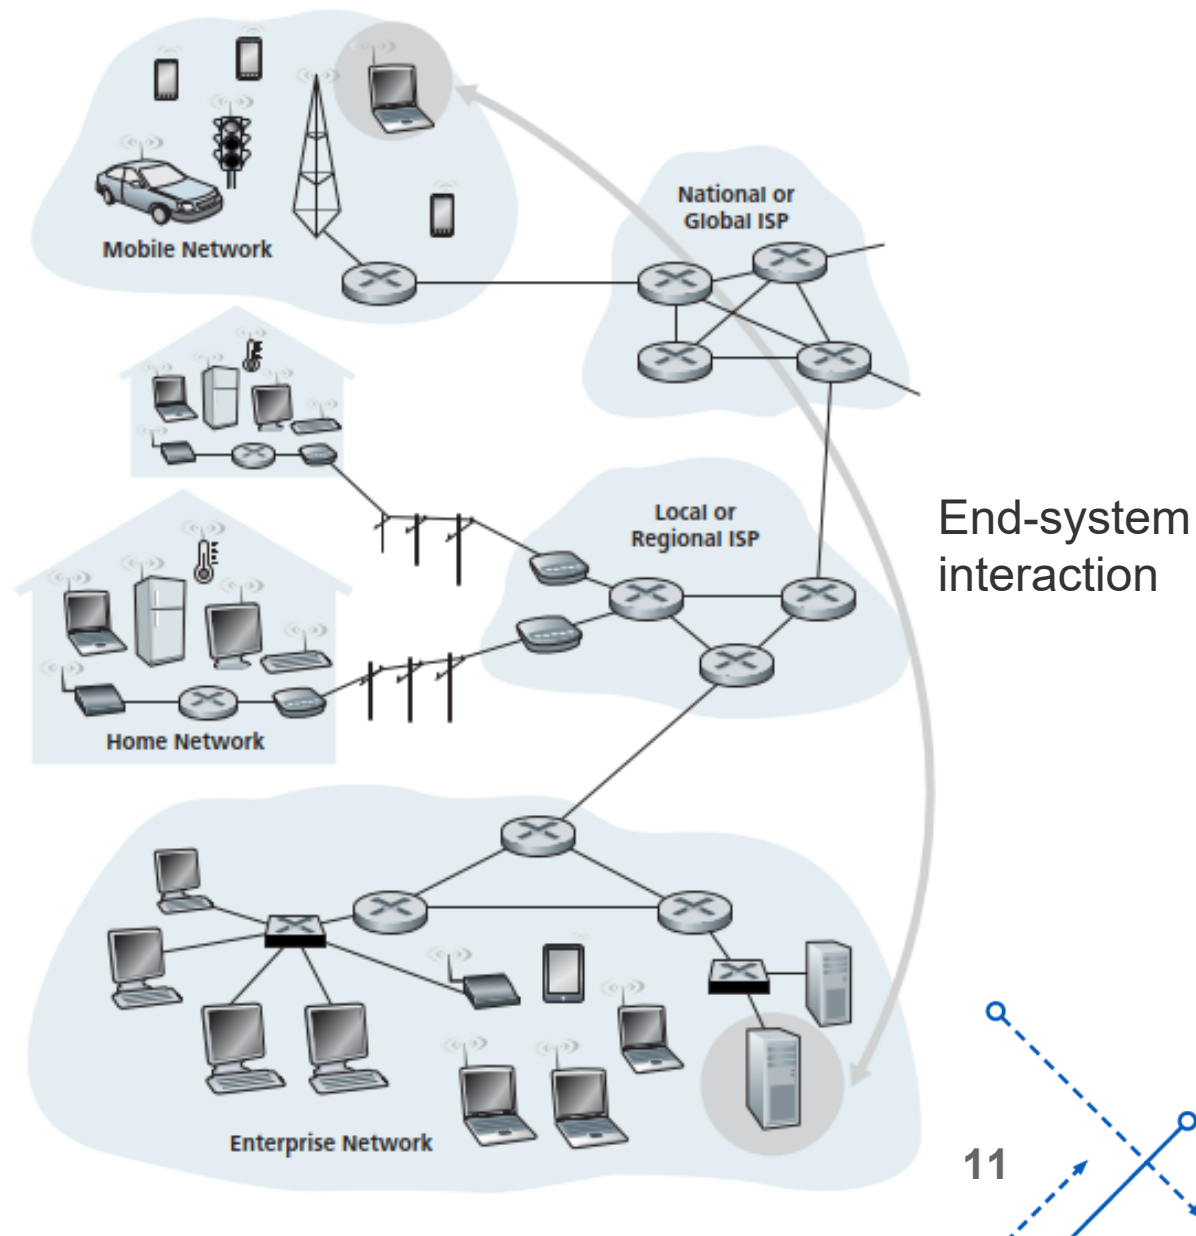 National or
Global ISP
Mobile Network
Local or
Regional ISP
End-system
interaction
Home Network
Enterprise Network
11